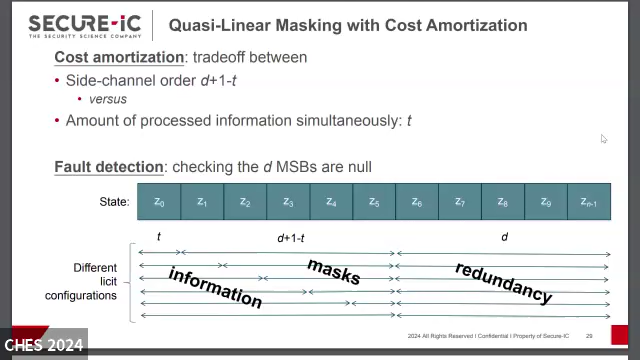 SECURE-IC
THE SECURITY SCIENCE COMPANY
Quasi-Linear Masking with Cost Amortization
Cost amortization: tradeoff between
• Side-channel order d+1-t
• versus
• Amount of processed information simultaneously: t
Fault detection: checking the d MSBs are null
State: z0 z1 z2 z3 z4 z5 z6 z7 z8 z9 zn-1
t d+1-t d
Different
licit
configurations
information masks redundancy
2024 All Rights Reserved I Confidential I Property of Secure-IC 29
CHES 2024